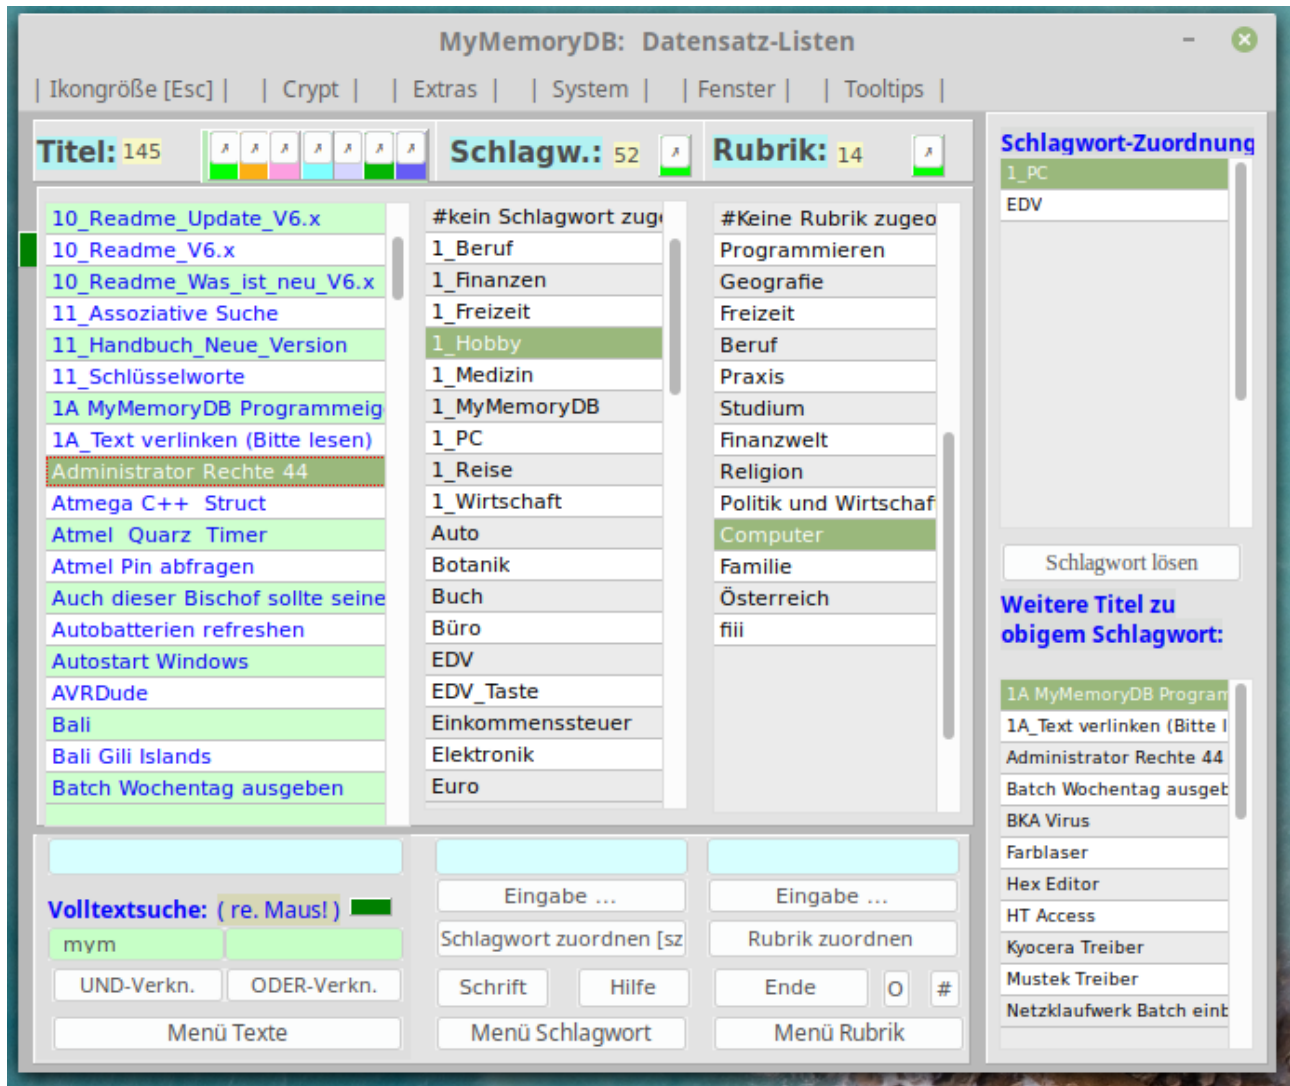 MyMemoryDB: Datensatz-Listen
| Ikongröße [Esc] | | Crypt | | Extras | | System | | Fenster | | Tooltips |
Titel: 145
Schlagw.: 52
Rubrik: 14
10_Readme_Update_V6.x
10_Readme_V6.x
10_Readme_Was_ist_neu_V6.x
11_Assoziative Suche
11_Handbuch_Neue_Version
11_Schlüsselworte
1A MyMemoryDB Programmeig
1A_Text verlinken (Bitte lesen)
Administrator Rechte 44
Atmega C++ Struct
Atmel Quarz Timer
Atmel Pin abfragen
Auch dieser Bischof sollte seine
Autobatterien refreshen
Autostart Windows
AVRDude
Bali
Bali Gili Islands
Batch Wochentag ausgeben
#kein Schlagwort zug
1_Beruf
1_Finanzen
1_Freizeit
1_Hobby
1_Medizin
1_MyMemoryDB
1_PC
1_Reise
1_Wirtschaft
Auto
Botanik
Buch
Büro
EDV
EDV_Taste
Einkommenssteuer
Elektronik
Euro
#Keine Rubrik zugeo
Programmieren
Geografie
Freizeit
Beruf
Praxis
Studium
Finanzwelt
Religion
Politik und Wirtschaf
Computer
Familie
Österreich
fiii
Volltextsuche: ( re. Maus! )
mym
UND-Verkn. ODER-Verkn.
Menü Texte
Eingabe ...
Schlagwort zuordnen [sz
Schrift Hilfe
Menü Schlagwort
Eingabe ...
Rubrik zuordnen
Ende O #
Menü Rubrik
Schlagwort-Zuordnung
1_PC
EDV
Schlagwort lösen
Weitere Titel zu
obigem Schlagwort:
1A MyMemoryDB Program
1A_Text verlinken (Bitte l
Administrator Rechte 44
Batch Wochentag ausgeb
BKA Virus
Farblaser
Hex Editor
HT Access
Kyocera Treiber
Mustek Treiber
Netzklaufwerk Batch einb